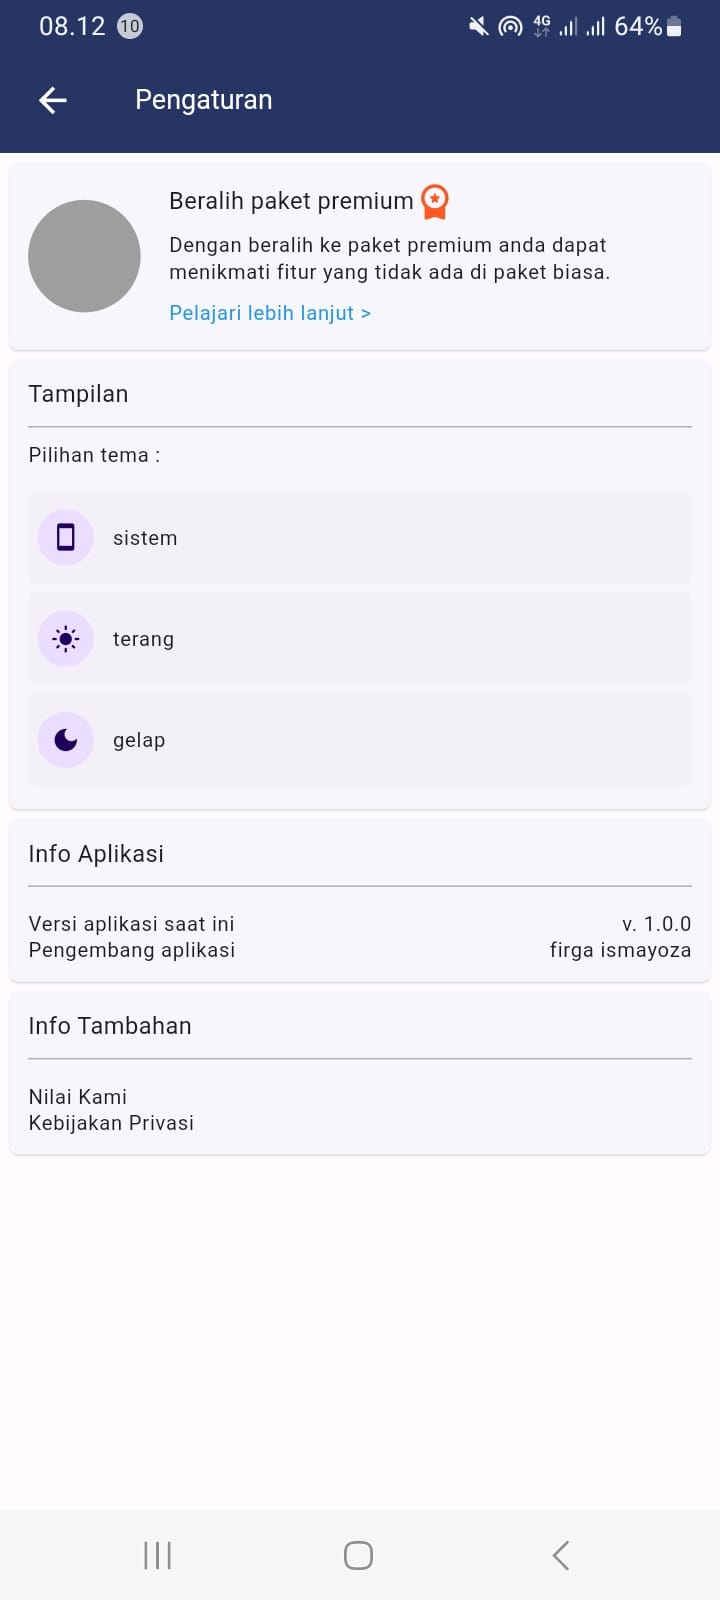 08.12 10 4G 64%
Pengaturan
Beralih paket premium
Dengan beralih ke paket premium anda dapat
menikmati fitur yang tidak ada di paket biasa.
Pelajari lebih lanjut >
Tampilan
Pilihan tema :
sistem
terang
gelap
Info Aplikasi
Versi aplikasi saat ini v. 1.0.0
Pengembang aplikasi firga ismayoza
Info Tambahan
Nilai Kami
Kebijakan Privasi